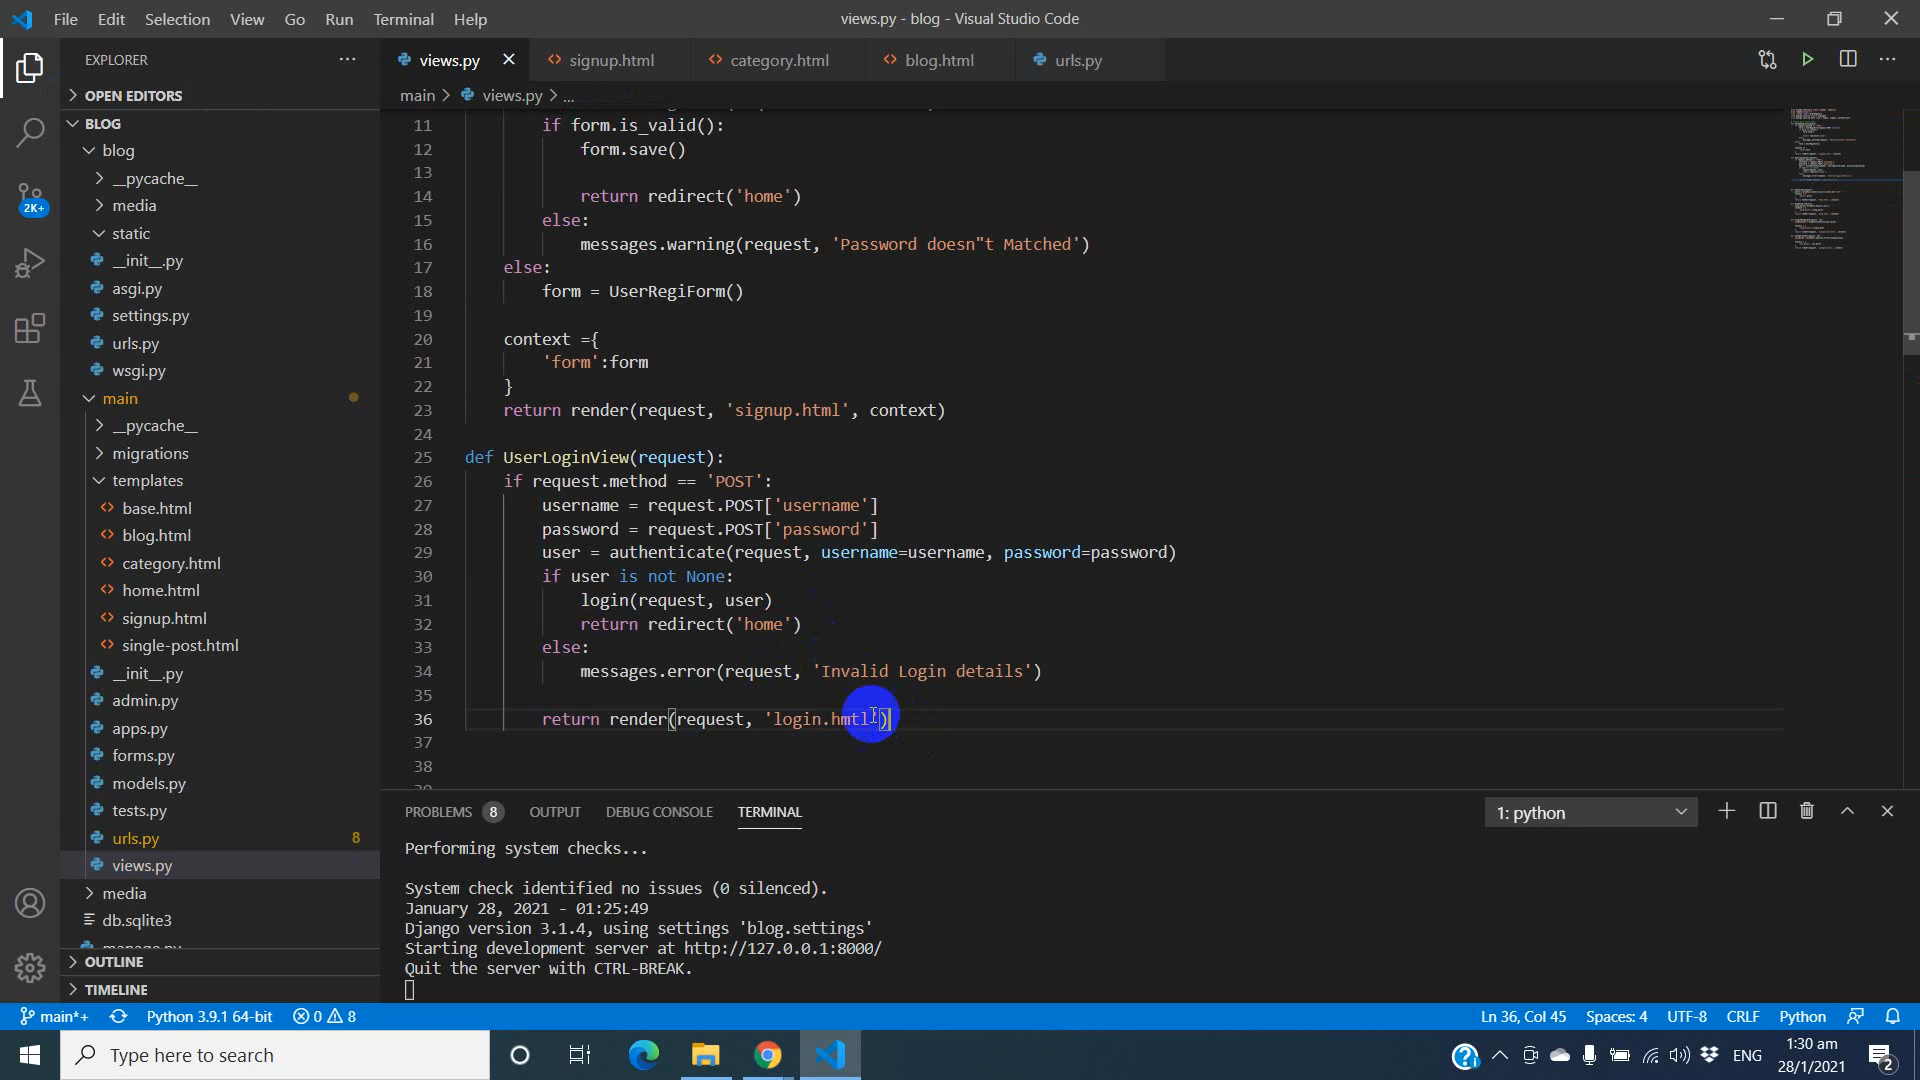 File Edit Selection View Go Run Terminal Help
views.py - blog - Visual Studio Code
EXPLORER
OPEN EDITORS
BLOG
blog
__pycache__
media
static
__init__.py
asgi.py
settings.py
urls.py
wsgi.py
main
__pycache__
migrations
templates
base.html
blog.html
category.html
home.html
signup.html
single-post.html
__init__.py
admin.py
apps.py
forms.py
models.py
tests.py
urls.py 8
views.py
media
db.sqlite3
manage.py
OUTLINE
TIMELINE
2K+
views.py signup.html category.html blog.html urls.py
main > views.py > ...
11 if form.is_valid():
12 form.save()
13
14 return redirect('home')
15 else:
16 messages.warning(request, 'Password doesn"t Matched')
17 else:
18 form = UserRegiForm()
19
20 context ={
21 'form':form
22 }
23 return render(request, 'signup.html', context)
24
25 def UserLoginView(request):
26 if request.method == 'POST':
27 username = request.POST['username']
28 password = request.POST['password']
29 user = authenticate(request, username=username, password=password)
30 if user is not None:
31 login(request, user)
32 return redirect('home')
33 else:
34 messages.error(request, 'Invalid Login details')
35
36 return render(request, 'login.hmtl')
37
38
PROBLEMS 8 OUTPUT DEBUG CONSOLE TERMINAL
1: python
Performing system checks...
System check identified no issues (0 silenced).
January 28, 2021 - 01:25:49
Django version 3.1.4, using settings 'blog.settings'
Starting development server at http://127.0.0.1:8000/
Quit the server with CTRL-BREAK.
main*+ Python 3.9.1 64-bit 0 8
Ln 36, Col 45 Spaces: 4 UTF-8 CRLF Python
Type here to search
ENG
1:30 am
28/1/2021
2